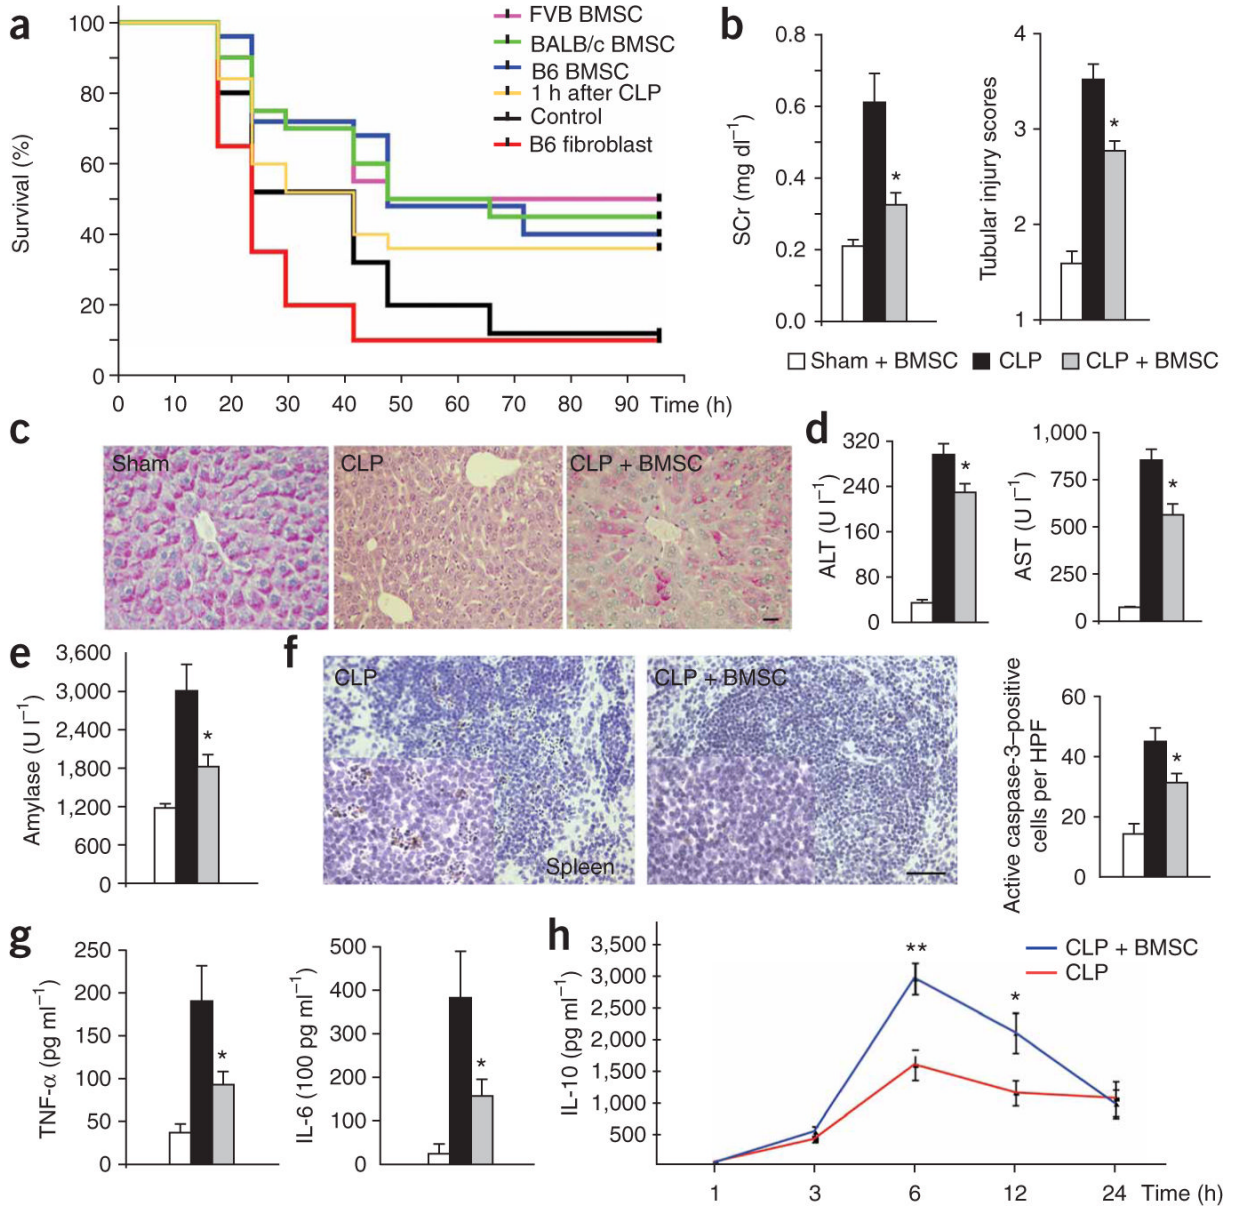 a
Survival (%)
100
80
60
40
20
0
0 10 20 30 40 50 60 70 80 90 Time (h)
FVB BMSC
BALB/c BMSC
B6 BMSC
1 h after CLP
Control
B6 fibroblast
b
SCr (mg dl–1)
0.8
0.6
0.4
0.2
0.0
*
Tubular injury scores
4
3
2
1
*
Sham + BMSC CLP CLP + BMSC
c
Sham
CLP
CLP + BMSC
d
ALT (U l–1)
320
240
160
80
0
*
AST (U l–1)
1,000
750
500
250
0
*
e
Amylase (U l–1)
3,600
3,000
2,400
1,800
1,200
600
0
*
f
CLP
Spleen
CLP + BMSC
Active caspase-3–positive
cells per HPF
60
40
20
0
*
g
TNF-α (pg ml–1)
250
200
150
100
50
0
*
IL-6 (100 pg ml–1)
500
400
300
200
100
0
*
h
IL-10 (pg ml–1)
3,500
3,000
2,500
2,000
1,500
1,000
500
**
*
CLP + BMSC
CLP
1 3 6 12 24 Time (h)